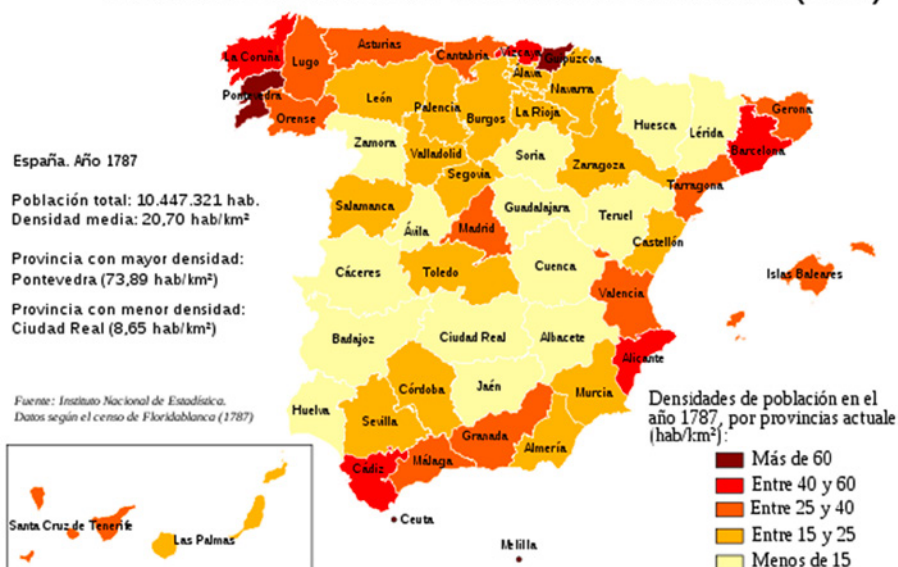 La Coruña
Lugo
Asturias
Cantabria
Vizcaya
Guipúzcoa
Álava
Navarra
Pontevedra
Orense
León
Palencia
Burgos
La Rioja
Huesca
Lérida
Gerona
Barcelona
Zamora
Valladolid
Soria
Zaragoza
Segovia
Tarragona
España. Año 1787
Población total: 10.447.321 hab.
Densidad media: 20,70 hab/km²
Provincia con mayor densidad:
Pontevedra (73,89 hab/km²)
Provincia con menor densidad:
Ciudad Real (8,65 hab/km²)
Salamanca
Ávila
Madrid
Guadalajara
Teruel
Castellón
Cáceres
Toledo
Cuenca
Valencia
Islas Baleares
Badajoz
Ciudad Real
Albacete
Alicante
Córdoba
Jaén
Murcia
Huelva
Sevilla
Granada
Almería
Cádiz
Málaga
Ceuta
Melilla
Fuente: Instituto Nacional de Estadística.
Datos según el censo de Floridablanca (1787)
Santa Cruz de Tenerife
Las Palmas
Densidades de población en el
año 1787, por provincias actuale
(hab/km²):
Más de 60
Entre 40 y 60
Entre 25 y 40
Entre 15 y 25
Menos de 15